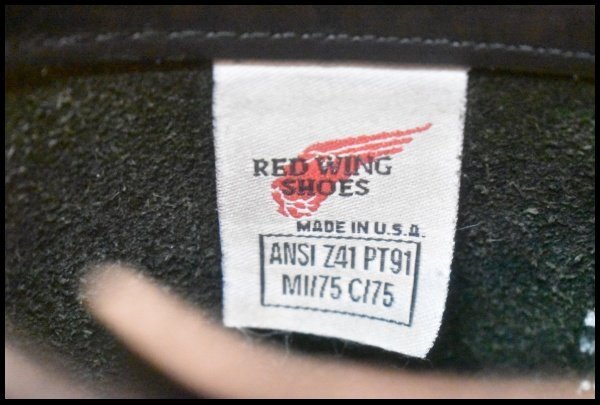 RED WING
SHOES
MADE IN U.S.A.
ANSI Z41 PT91
MI/75 C/75